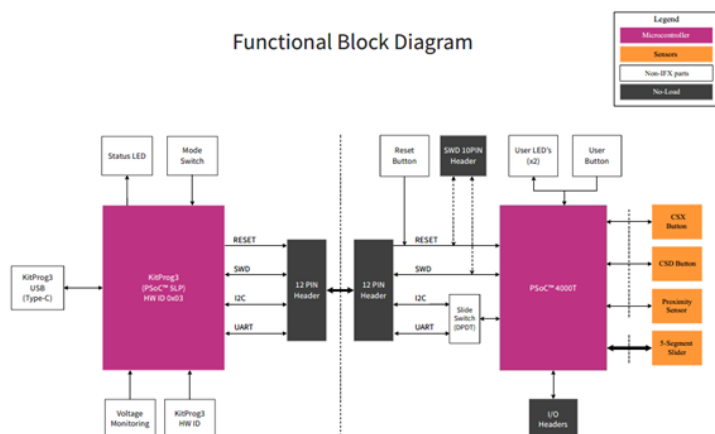 Functional Block Diagram
Legend
Microcontroller
Sensors
Non-IFX parts
No-Load
Status LED
Mode
Switch
Reset
Button
SWD 10PIN
Header
User LED's
(x2)
User
Button
KitProg3
USB
(Type-C)
KitProg3
(PSoC™ 5LP)
HW ID 0x03
RESET
SWD
I2C
UART
12 PIN
Header
12 PIN
Header
RESET
SWD
I2C
UART
Slide
Switch
(DPDT)
PSoC™ 4000T
CSX
Button
CSD Button
Proximity
Sensor
5-Segment
Slider
Voltage
Monitoring
KitProg3
HW ID
I/O
Headers